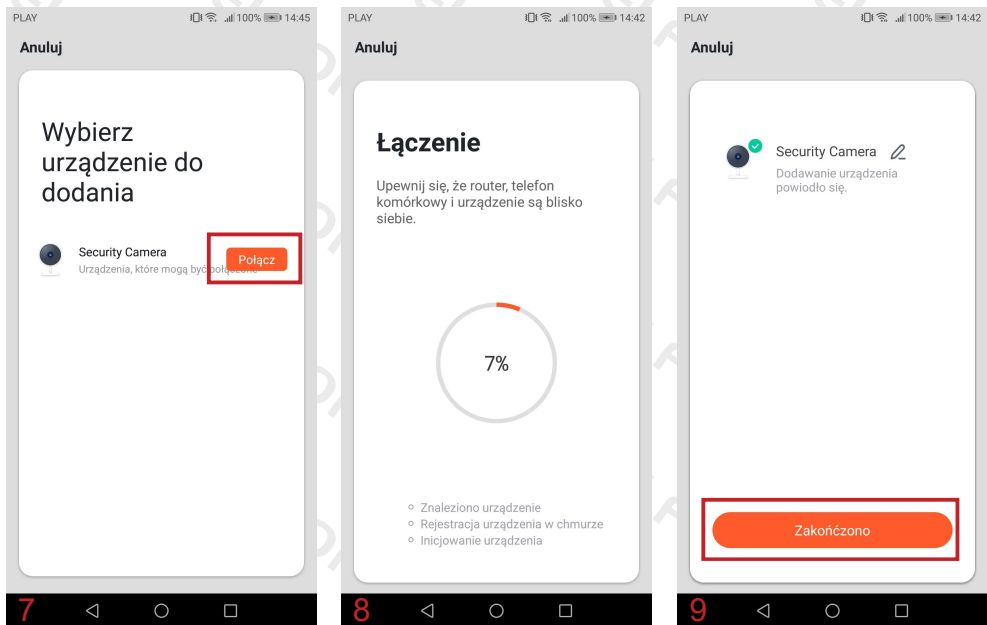 PLAY 100% 14:45
Anuluj
Wybierz
urządzenie do
dodania
Security Camera
Urządzenia, które mogą być połączone
Połącz
7
PLAY 100% 14:42
Anuluj
Łączenie
Upewnij się, że router, telefon
komórkowy i urządzenie są blisko
siebie.
7%
Znaleziono urządzenie
Rejestracja urządzenia w chmurze
Inicjowanie urządzenia
8
PLAY 100% 14:42
Anuluj
Security Camera
Dodawanie urządzenia
powiodło się.
Zakończono
9